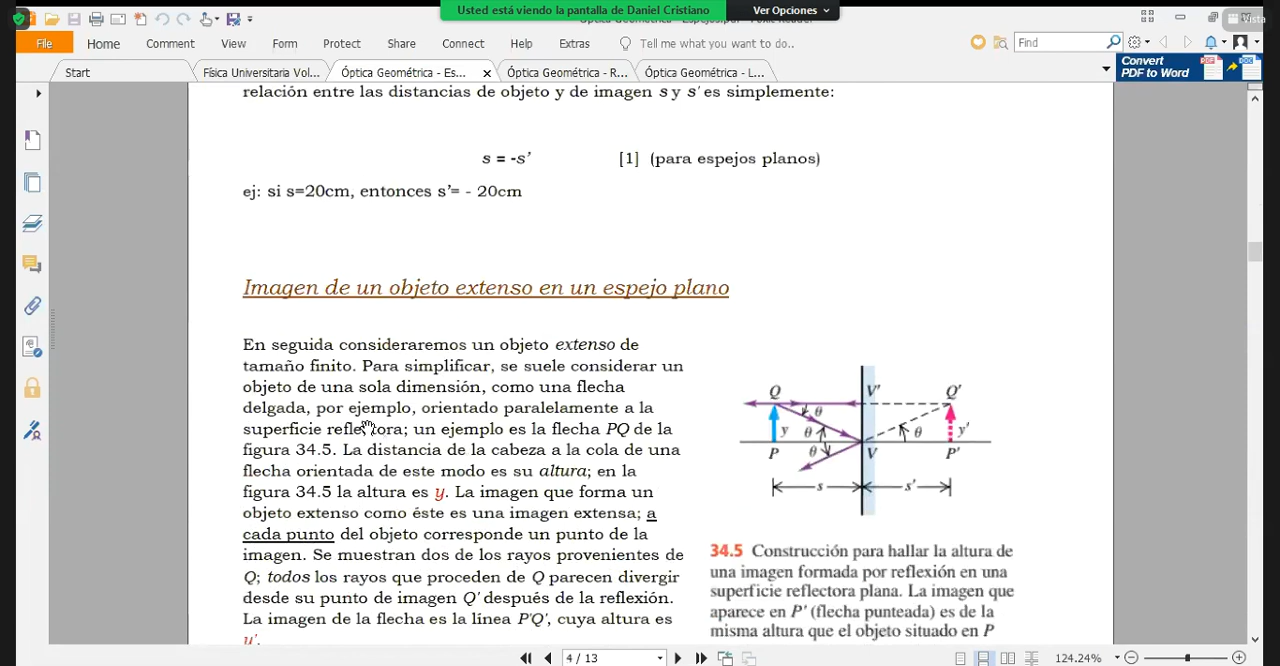 Usted está viendo la pantalla de Daniel Cristiano
Ver Opciones
Vista
File Home Comment View Form Protect Share Connect Help Extras Tell me what you want to do..
Find
Start
Física Universitaria Vol...
Óptica Geométrica - Es...
Óptica Geométrica - R...
Óptica Geométrica - L...
Convert
PDF to Word
relación entre las distancias de objeto y de imagen s y s' es simplemente:
s = -s' [1] (para espejos planos)
ej: si s=20cm, entonces s'= - 20cm
Imagen de un objeto extenso en un espejo plano
En seguida consideraremos un objeto extenso de
tamaño finito. Para simplificar, se suele considerar un
objeto de una sola dimensión, como una flecha
delgada, por ejemplo, orientado paralelamente a la
superficie reflectora; un ejemplo es la flecha PQ de la
figura 34.5. La distancia de la cabeza a la cola de una
flecha orientada de este modo es su altura; en la
figura 34.5 la altura es y. La imagen que forma un
objeto extenso como éste es una imagen extensa; a
cada punto del objeto corresponde un punto de la
imagen. Se muestran dos de los rayos provenientes de
Q; todos los rayos que proceden de Q parecen divergir
desde su punto de imagen Q' después de la reflexión.
La imagen de la flecha es la línea P'Q', cuya altura es
y'.
Q V' Q'
θ
y θ θ y'
θ
P V P'
s s'
34.5 Construcción para hallar la altura de
una imagen formada por reflexión en una
superficie reflectora plana. La imagen que
aparece en P' (flecha punteada) es de la
misma altura que el objeto situado en P
4 / 13
124.24%